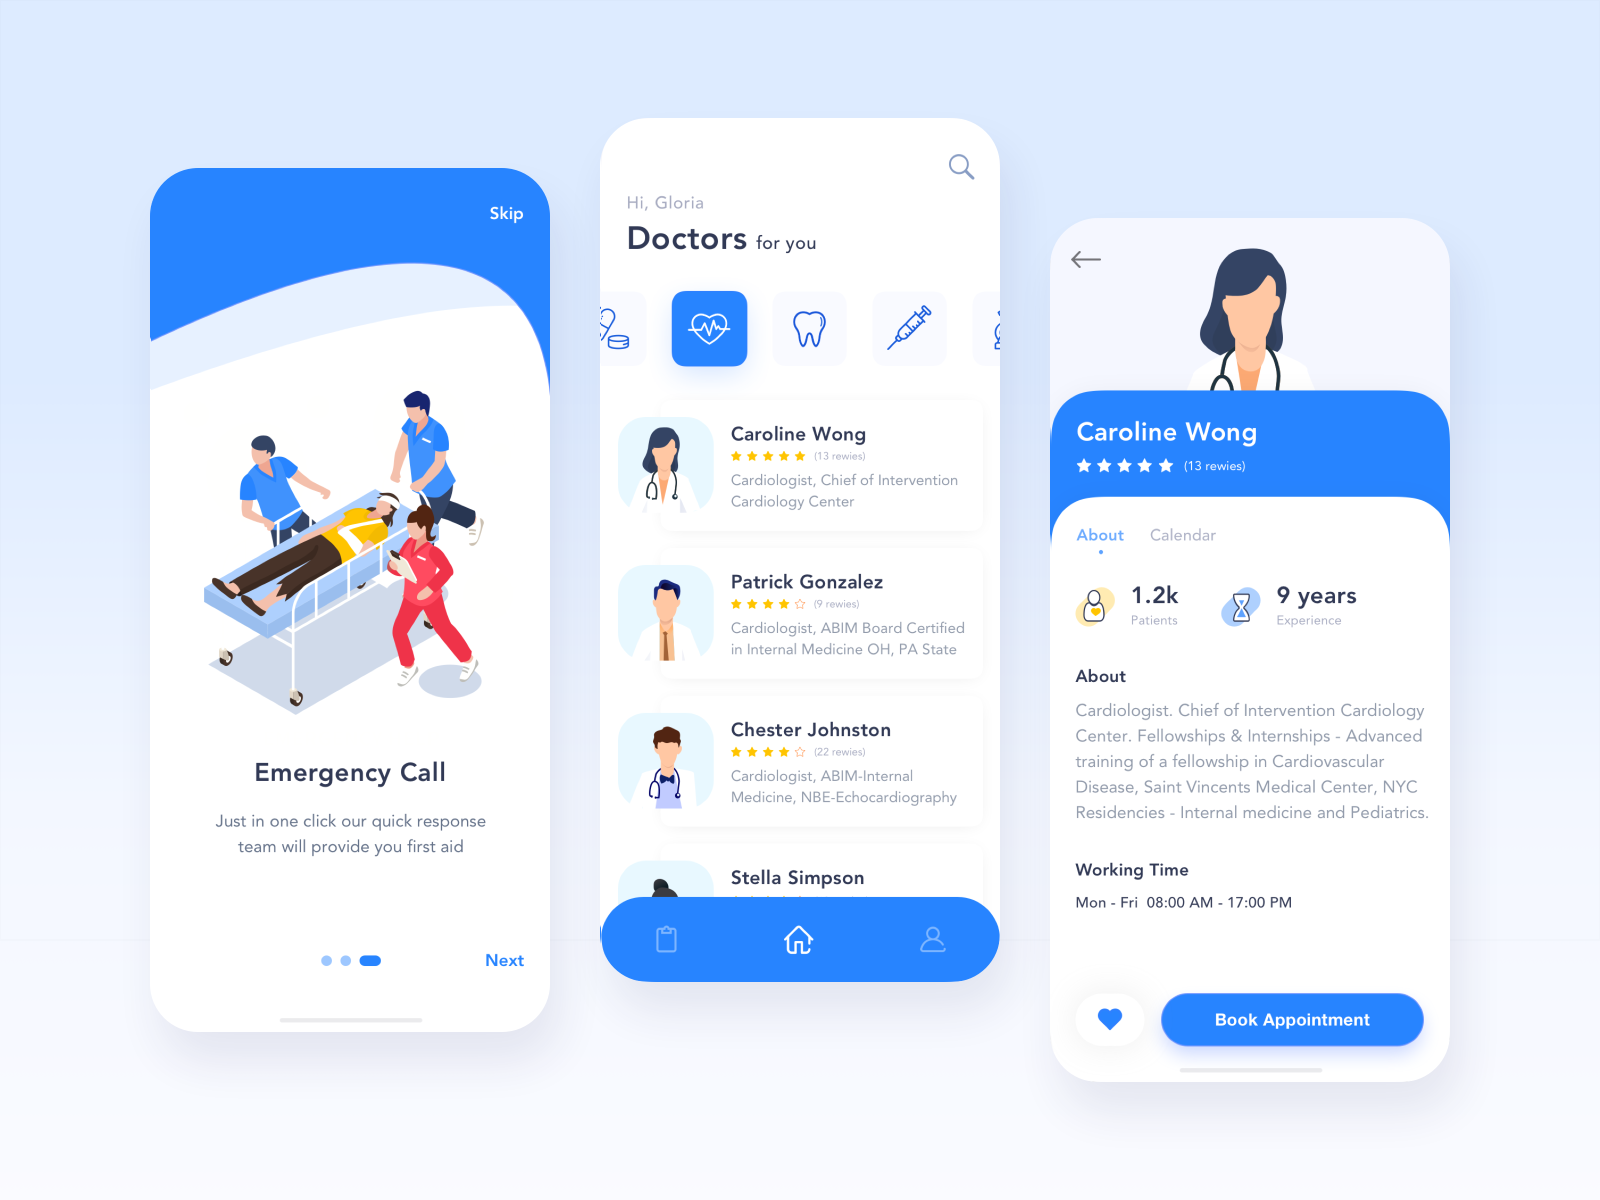 Skip
Emergency Call
Just in one click our quick response
team will provide you first aid
Next
Hi, Gloria
Doctors for you
Caroline Wong
(13 rewies)
Cardiologist, Chief of Intervention
Cardiology Center
Patrick Gonzalez
(9 rewies)
Cardiologist, ABIM Board Certified
in Internal Medicine OH, PA State
Chester Johnston
(22 rewies)
Cardiologist, ABIM-Internal
Medicine, NBE-Echocardiography
Stella Simpson
Caroline Wong
(13 rewies)
About Calendar
1.2k
Patients
9 years
Experience
About
Cardiologist. Chief of Intervention Cardiology
Center. Fellowships & Internships - Advanced
training of a fellowship in Cardiovascular
Disease, Saint Vincents Medical Center, NYC
Residencies - Internal medicine and Pediatrics.
Working Time
Mon - Fri 08:00 AM - 17:00 PM
Book Appointment